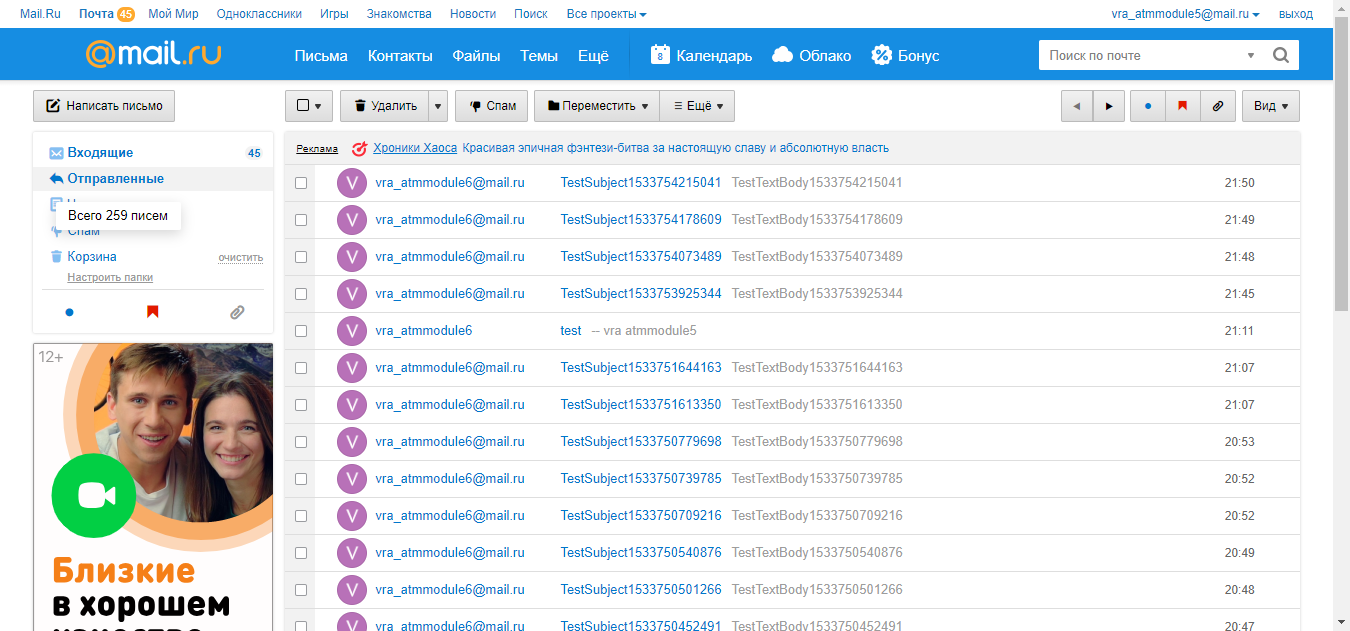 Mail.Ru Почта 45 Мой Мир Одноклассники Игры Знакомства Новости Поиск Все проекты vra_atmmodule5@mail.ru выход
@mail.ru Письма Контакты Файлы Темы Ещё 8 Календарь Облако % Бонус Поиск по почте
Написать письмо Удалить Спам Переместить Ещё Вид
Входящие 45
Отправленные
Всего 259 писем
Спам
Корзина очистить
Настроить папки
12+
Близкие
в хорошем
Реклама Хроники Хаоса Красивая эпичная фэнтези-битва за настоящую славу и абсолютную власть
V vra_atmmodule6@mail.ru TestSubject1533754215041 TestTextBody1533754215041 21:50
V vra_atmmodule6@mail.ru TestSubject1533754178609 TestTextBody1533754178609 21:49
V vra_atmmodule6@mail.ru TestSubject1533754073489 TestTextBody1533754073489 21:48
V vra_atmmodule6@mail.ru TestSubject1533753925344 TestTextBody1533753925344 21:45
V vra_atmmodule6 test -- vra atmmodule5 21:11
V vra_atmmodule6@mail.ru TestSubject1533751644163 TestTextBody1533751644163 21:07
V vra_atmmodule6@mail.ru TestSubject1533751613350 TestTextBody1533751613350 21:07
V vra_atmmodule6@mail.ru TestSubject1533750779698 TestTextBody1533750779698 20:53
V vra_atmmodule6@mail.ru TestSubject1533750739785 TestTextBody1533750739785 20:52
V vra_atmmodule6@mail.ru TestSubject1533750709216 TestTextBody1533750709216 20:52
V vra_atmmodule6@mail.ru TestSubject1533750540876 TestTextBody1533750540876 20:49
V vra_atmmodule6@mail.ru TestSubject1533750501266 TestTextBody1533750501266 20:48
V vra_atmmodule6@mail.ru TestSubject1533750452491 TestTextBody1533750452491 20:47